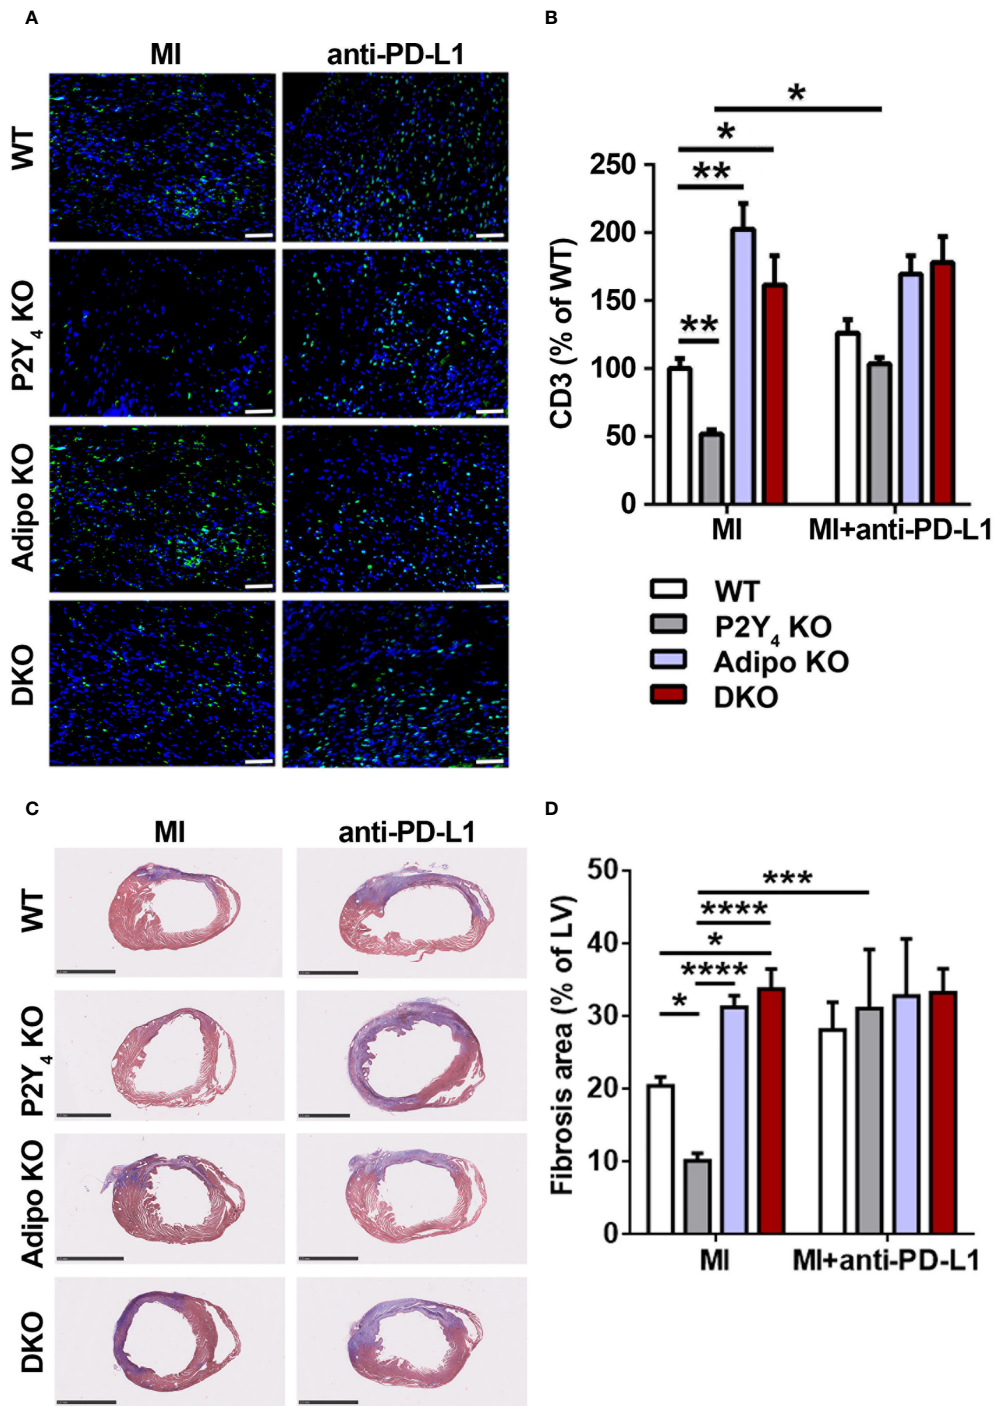 A
MI
anti-PD-L1
WT
P2Y4 KO
Adipo KO
DKO
B
*
*
**
**
CD3 (% of WT)
250
200
150
100
50
0
MI
MI+anti-PD-L1
WT
P2Y4 KO
Adipo KO
DKO
C
MI
anti-PD-L1
WT
P2Y4 KO
Adipo KO
DKO
D
***
****
*
****
*
Fibrosis area (% of LV)
50
40
30
20
10
0
MI
MI+anti-PD-L1